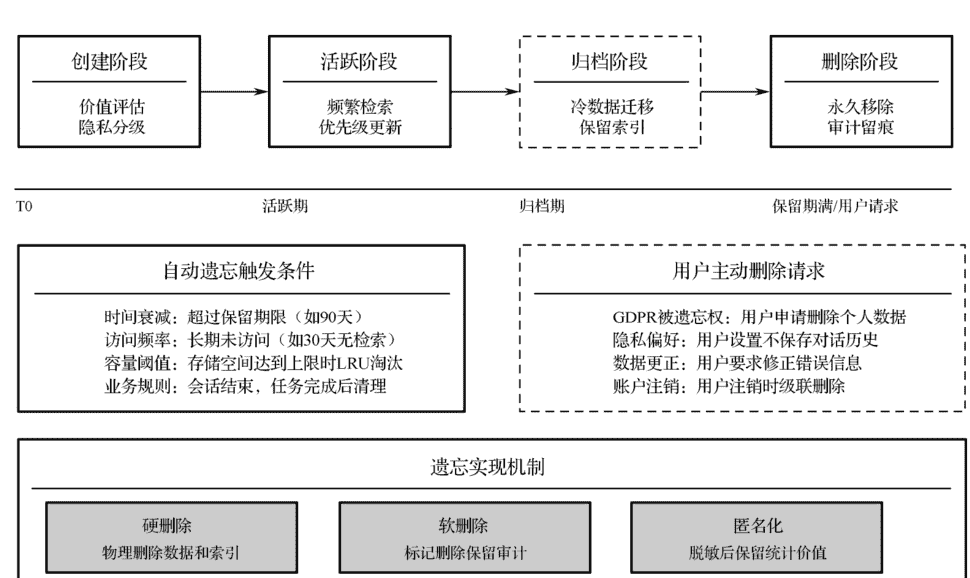 创建阶段
价值评估
隐私分级
活跃阶段
频繁检索
优先级更新
归档阶段
冷数据迁移
保留索引
删除阶段
永久移除
审计留痕
T0
活跃期
归档期
保留期满/用户请求
自动遗忘触发条件
时间衰减：超过保留期限（如90天）
访问频率：长期未访问（如30天无检索）
容量阈值：存储空间达到上限时LRU淘汰
业务规则：会话结束，任务完成后清理
用户主动删除请求
GDPR被遗忘权：用户申请删除个人数据
隐私偏好：用户设置不保存对话历史
数据更正：用户要求修正错误信息
账户注销：用户注销时级联删除
遗忘实现机制
硬删除
物理删除数据和索引
软删除
标记删除保留审计
匿名化
脱敏后保留统计价值